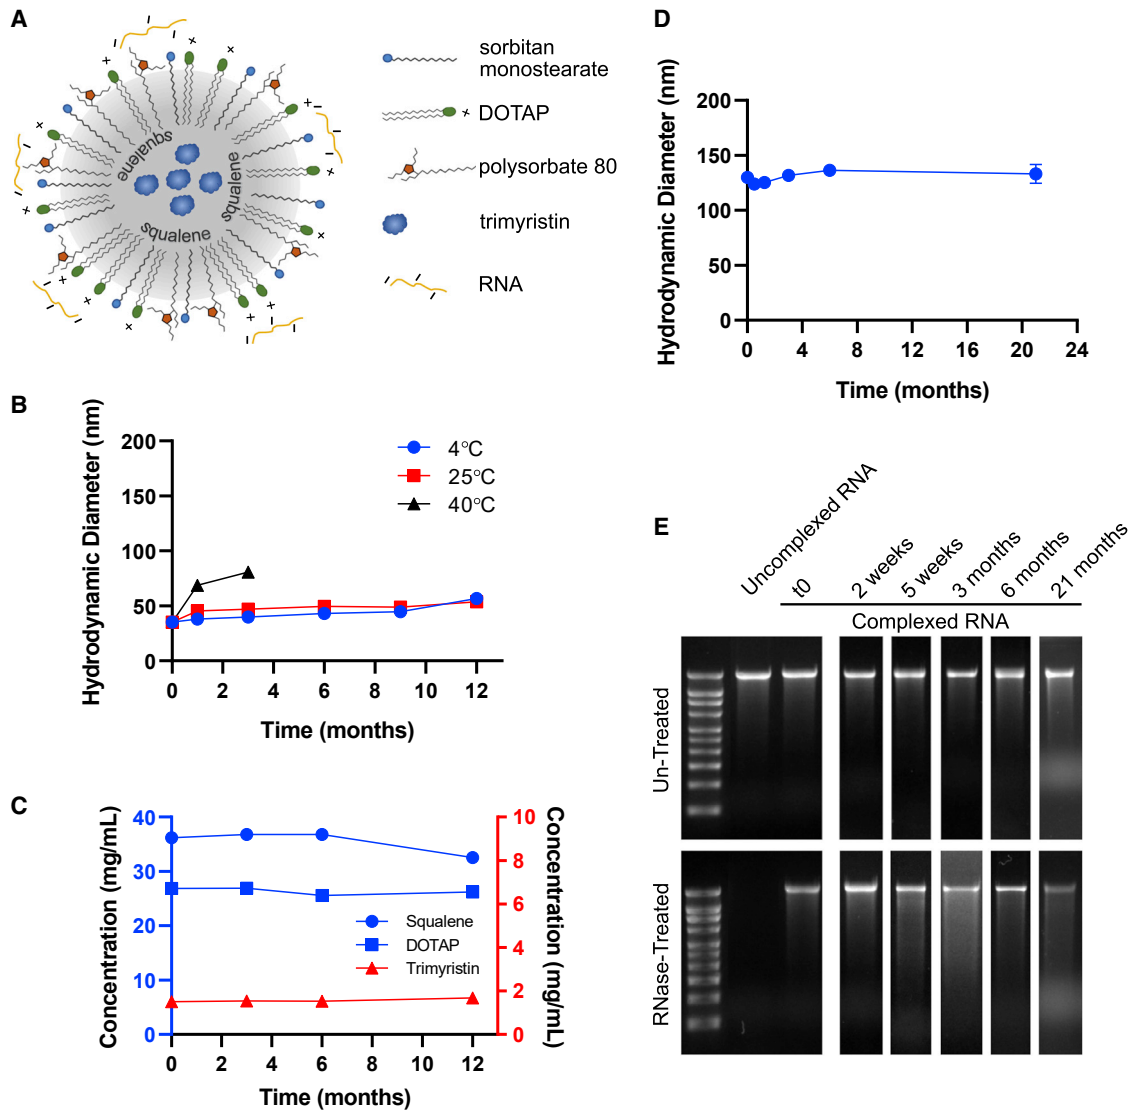 A
squalene
squalene
squalene
sorbitan
monostearate
+ DOTAP
polysorbate 80
trimyristin
RNA
B
Hydrodynamic Diameter (nm)
200
150
100
50
0
0 2 4 6 8 10 12
Time (months)
4°C
25°C
40°C
C
Concentration (mg/mL)
40
30
20
10
0
0 2 4 6 8 10 12
Time (months)
Squalene
DOTAP
Trimyristin
10
8
6
4
2
0
Concentration (mg/mL)
D
Hydrodynamic Diameter (nm)
200
150
100
50
0
0 4 8 12 16 20 24
Time (months)
E
Uncomplexed RNA
t0
2 weeks
5 weeks
3 months
6 months
21 months
Complexed RNA
Un-Treated
RNase-Treated